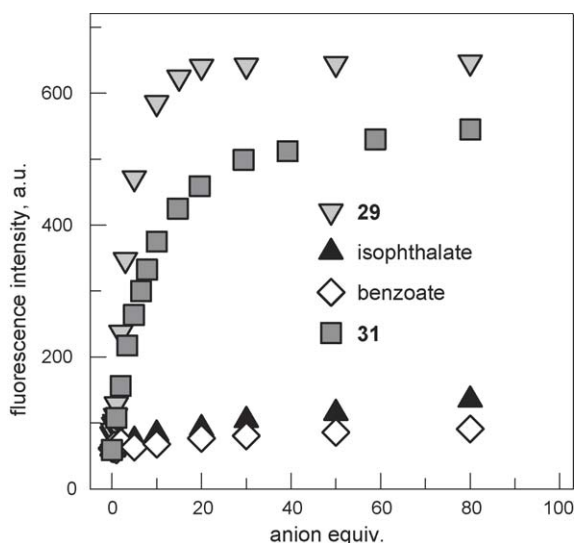 fluorescence intensity, a.u.
600
400
200
0
29
isophthalate
benzoate
31
0 20 40 60 80 100
anion equiv.